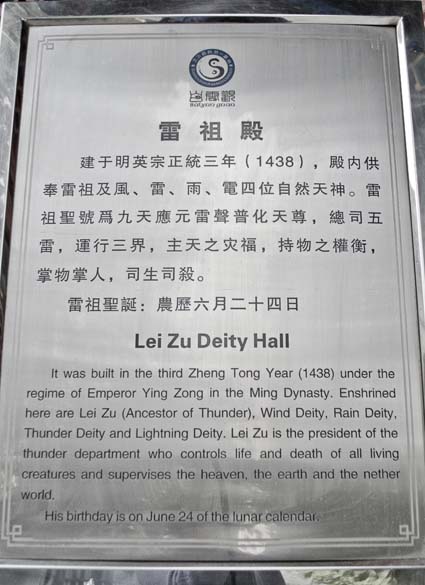 白雲觀
Baiyun guan
雷祖殿
建于明英宗正統三年（1438），殿内供
奉雷祖及風、雷、雨、電四位自然天神。雷
祖聖號爲九天應元雷聲普化天尊，總司五
雷，運行三界，主天之灾福，持物之權衡，
掌物掌人，司生司殺。
雷祖聖誕：農歷六月二十四日
Lei Zu Deity Hall
It was built in the third Zheng Tong Year (1438) under the
regime of Emperor Ying Zong in the Ming Dynasty. Enshrined
here are Lei Zu (Ancestor of Thunder), Wind Deity, Rain Deity,
Thunder Deity and Lightning Deity. Lei Zu is the president of the
thunder department who controls life and death of all living
creatures and supervises the heaven, the earth and the nether
world.
His birthday is on June 24 of the lunar calendar.